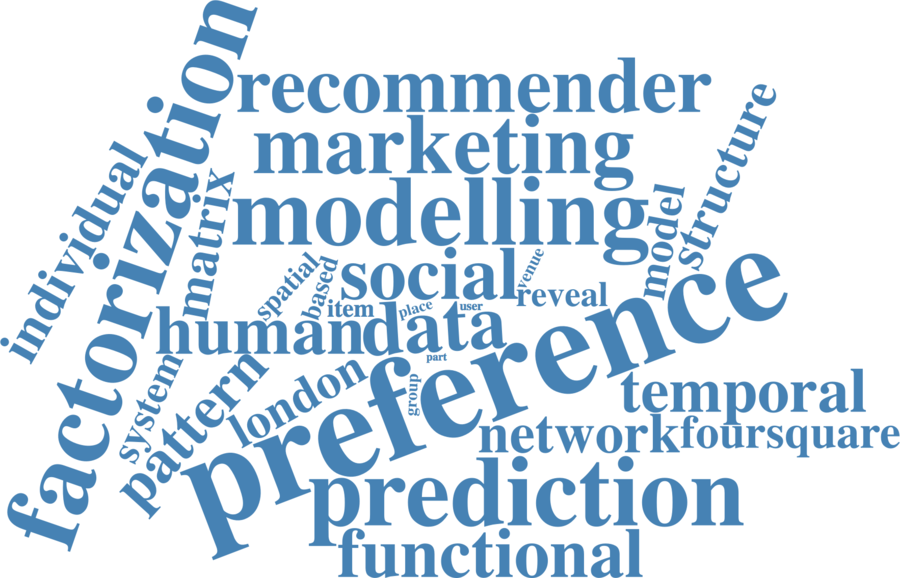 factorization
recommender
marketing
structure
individual
matrix
modelling
model
social
venue
spatial
based
reveal
item
place
user
human
data
part
preference
system
pattern
london
group
temporal
network
foursquare
prediction
functional